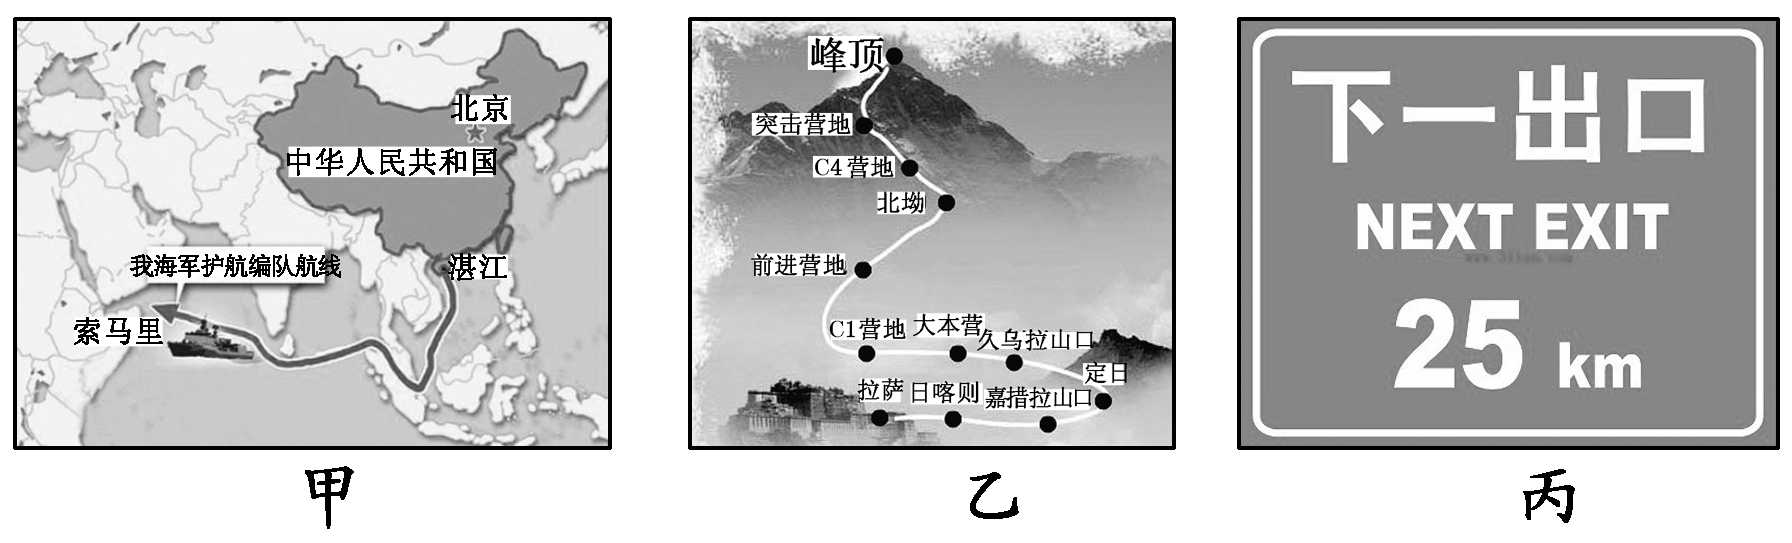 北京
中华人民共和国
我海军护航编队航线
湛江
索马里
甲
峰顶
突击营地
C4营地
北坳
前进营地
C1营地
大本营
久乌拉山口
定日
拉萨
日喀则
嘉措拉山口
乙
下一出口
NEXT EXIT
25 km
丙